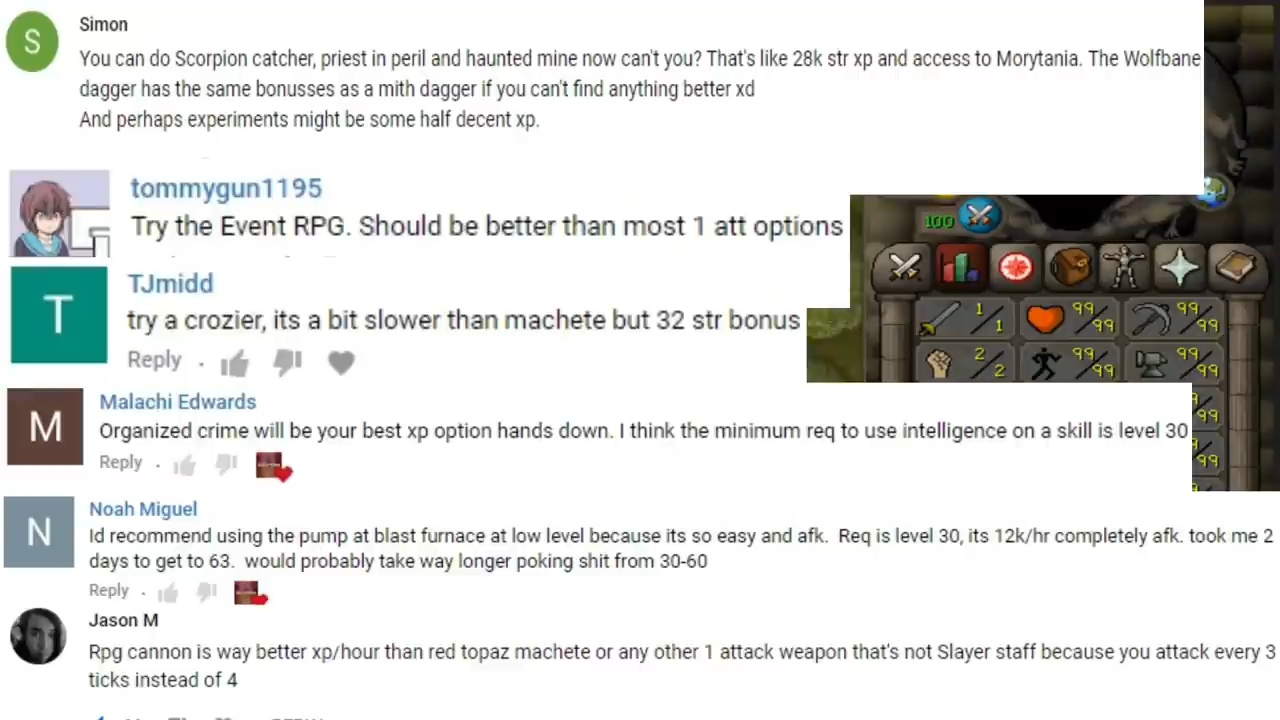 S
Simon
You can do Scorpion catcher, priest in peril and haunted mine now can't you? That's like 28k str xp and access to Morytania. The Wolfbane
dagger has the same bonusses as a mith dagger if you can't find anything better xd
And perhaps experiments might be some half decent xp.
tommygun1195
Try the Event RPG. Should be better than most 1 att options
T
TJmidd
try a crozier, its a bit slower than machete but 32 str bonus
Reply
100
1/1 99/99 99/99
2/2 99/99 99/99
99
99
M
Malachi Edwards
Organized crime will be your best xp option hands down. I think the minimum req to use intelligence on a skill is level 30
Reply
N
Noah Miguel
Id recommend using the pump at blast furnace at low level because its so easy and afk. Req is level 30, its 12k/hr completely afk. took me 2
days to get to 63. would probably take way longer poking shit from 30-60
Reply
Jason M
Rpg cannon is way better xp/hour than red topaz machete or any other 1 attack weapon that's not Slayer staff because you attack every 3
ticks instead of 4